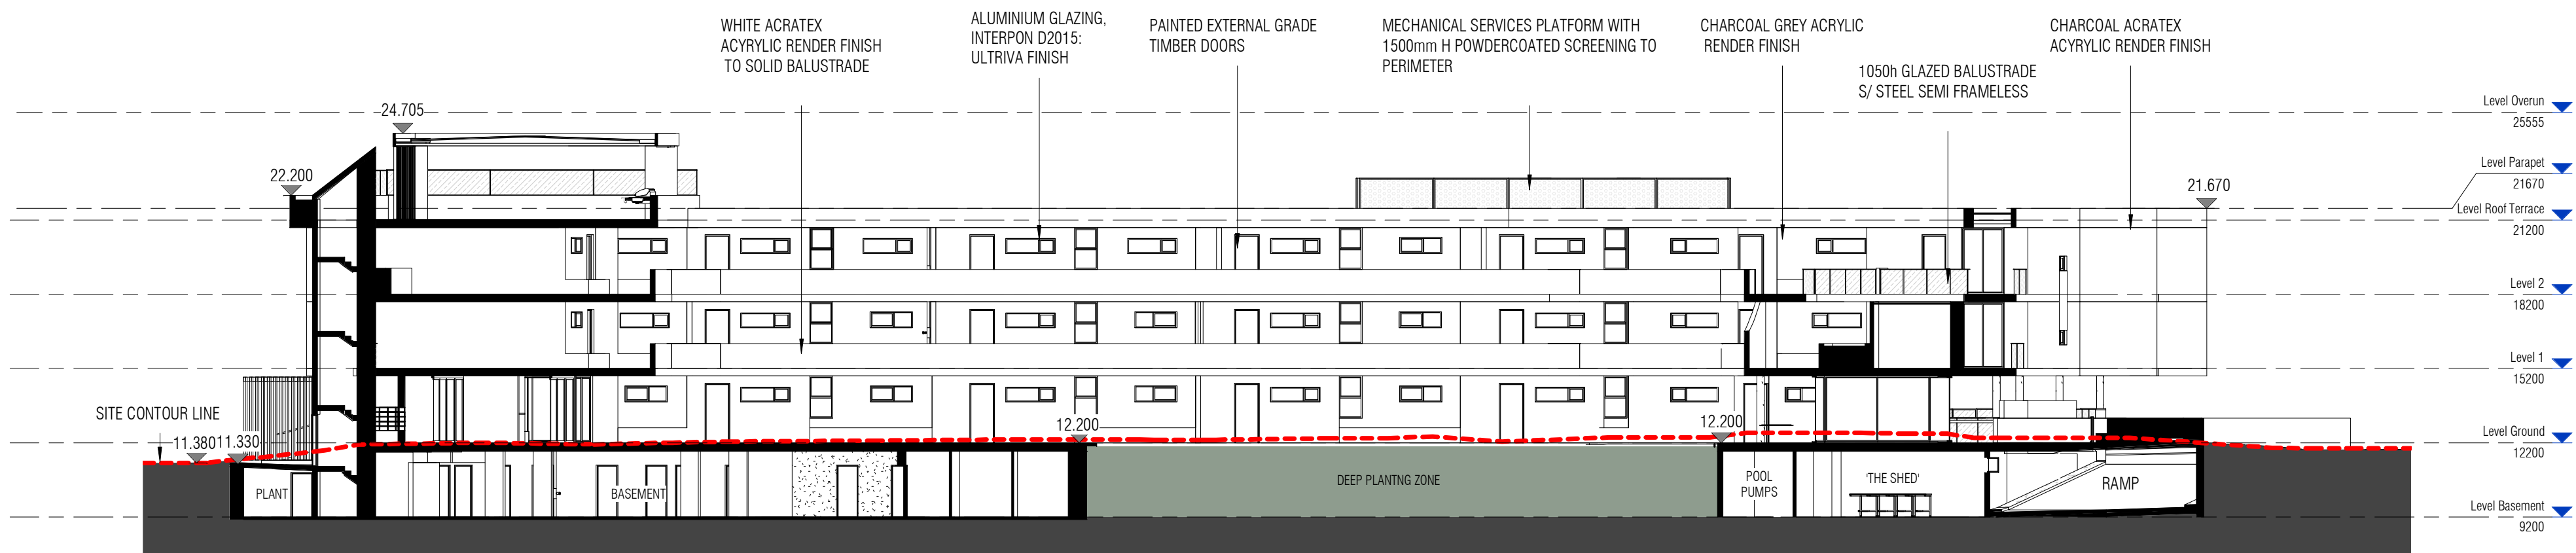 WHITE ACRATEX
ACYRYLIC RENDER FINISH
TO SOLID BALUSTRADE
ALUMINIUM GLAZING,
INTERPON D2015:
ULTRIVA FINISH
PAINTED EXTERNAL GRADE
TIMBER DOORS
MECHANICAL SERVICES PLATFORM WITH
1500mm H POWDERCOATED SCREENING TO
PERIMETER
CHARCOAL GREY ACRYLIC
RENDER FINISH
1050h GLAZED BALUSTRADE
S/ STEEL SEMI FRAMELESS
CHARCOAL ACRATEX
ACYRYLIC RENDER FINISH
Level Overun
25555
24.705
Level Parapet
21670
22.200
21.670
Level Roof Terrace
21200
Level 2
18200
Level 1
15200
SITE CONTOUR LINE
11.380
11.330
12.200
12.200
Level Ground
12200
PLANT
BASEMENT
DEEP PLANTNG ZONE
POOL
PUMPS
'THE SHED'
RAMP
Level Basement
9200